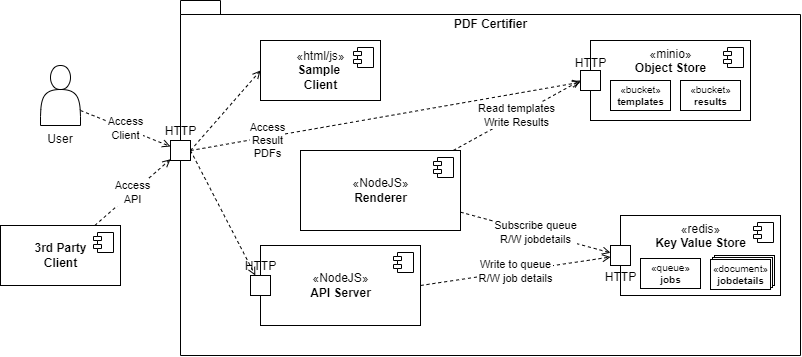 PDF Certifier
«html/js»
Sample
Client
HTTP
«minio»
Object Store
«bucket»
templates
«bucket»
results
User
Access
Client
HTTP
Access
Result
PDFs
Read templates
Write Results
Access
API
«NodeJS»
Renderer
3rd Party
Client
Subscribe queue
R/W jobdetails
«redis»
Key Value Store
HTTP
«queue»
jobs
«document»
jobdetails
HTTP
«NodeJS»
API Server
Write to queue
R/W job details